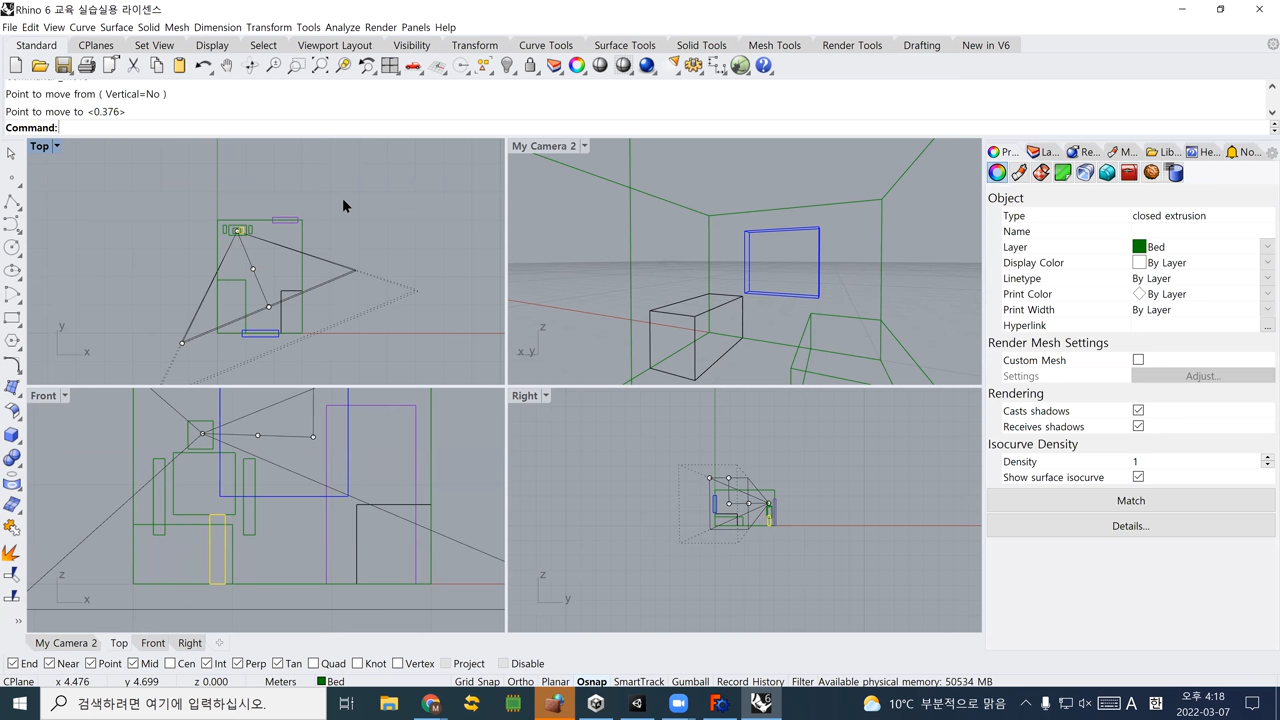 Rhino 6 교육 실습실용 라이센스
File Edit View Curve Surface Solid Mesh Dimension Transform Tools Analyze Render Panels Help
Standard CPlanes Set View Display Select Viewport Layout Visibility Transform Curve Tools Surface Tools Solid Tools Mesh Tools Render Tools Drafting New in V6
Point to move from ( Vertical=No )
Point to move to <0.376>
Command:
Top
My Camera 2
Pr... La... Re... M... Lib... He... No...
Object
Type closed extrusion
Name
Layer Bed
Display Color By Layer
Linetype By Layer
Print Color By Layer
Print Width By Layer
Hyperlink ...
Render Mesh Settings
Custom Mesh
Settings Adjust...
Rendering
Casts shadows
Receives shadows
Isocurve Density
Density 1
Show surface isocurve
Match
Details...
y
x
z
x y
Front
Right
z
x
z
y
My Camera 2 Top Front Right
End Near Point Mid Cen Int Perp Tan Quad Knot Vertex Project Disable
CPlane x 4.476 y 4.699 z 0.000 Meters Bed Grid Snap Ortho Planar Osnap SmartTrack Gumball Record History Filter Available physical memory: 50534 MB
검색하려면 여기에 입력하십시오.
10°C 부분적으로 맑음
A 한
오후 4:18
2022-03-07